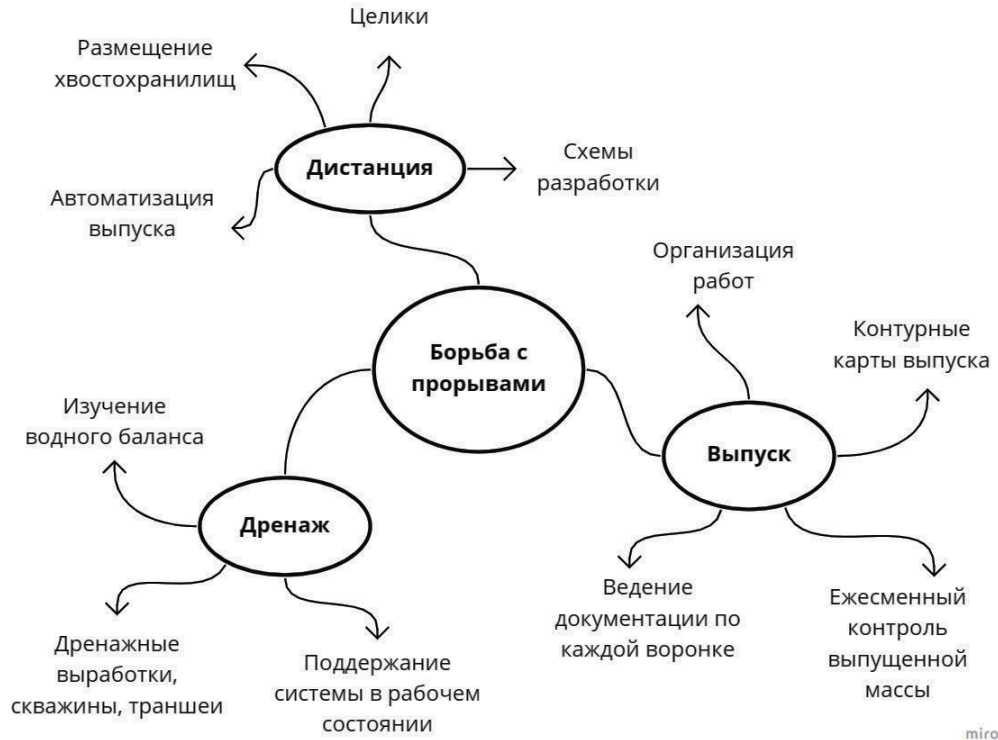 Целики
Размещение
хвостохранилищ
Дистанция
Схемы
разработки
Автоматизация
выпуска
Организация
работ
Контурные
карты выпуска
Борьба с
прорывами
Изучение
водного баланса
Выпуск
Дренаж
Ведение
документации по
каждой воронке
Ежесменный
контроль
выпущенной
массы
Дренажные
выработки,
скважины, траншеи
Поддержание
системы в рабочем
состоянии
miro